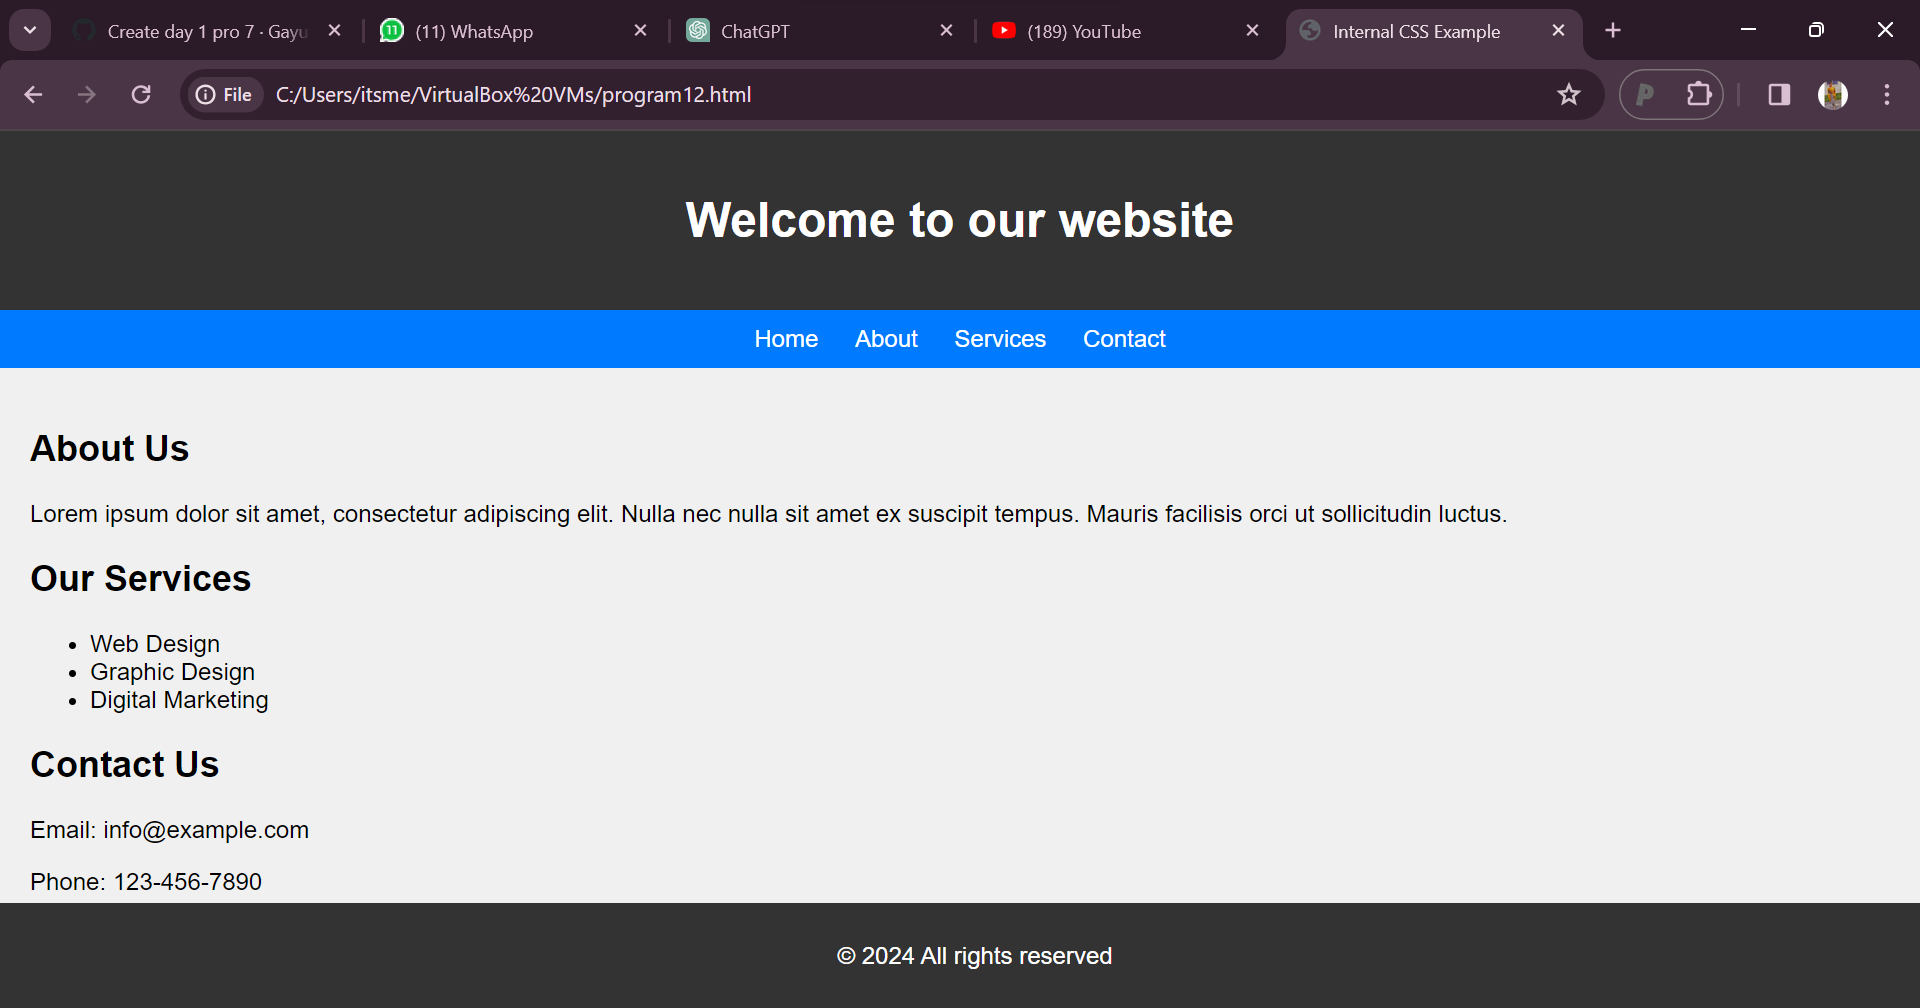 Create day 1 pro 7 · Gayu
11 (11) WhatsApp
ChatGPT
(189) YouTube
Internal CSS Example
File C:/Users/itsme/VirtualBox%20VMs/program12.html
P
Welcome to our website
Home About Services Contact
About Us
Lorem ipsum dolor sit amet, consectetur adipiscing elit. Nulla nec nulla sit amet ex suscipit tempus. Mauris facilisis orci ut sollicitudin luctus.
Our Services
• Web Design
• Graphic Design
• Digital Marketing
Contact Us
Email: info@example.com
Phone: 123-456-7890
© 2024 All rights reserved